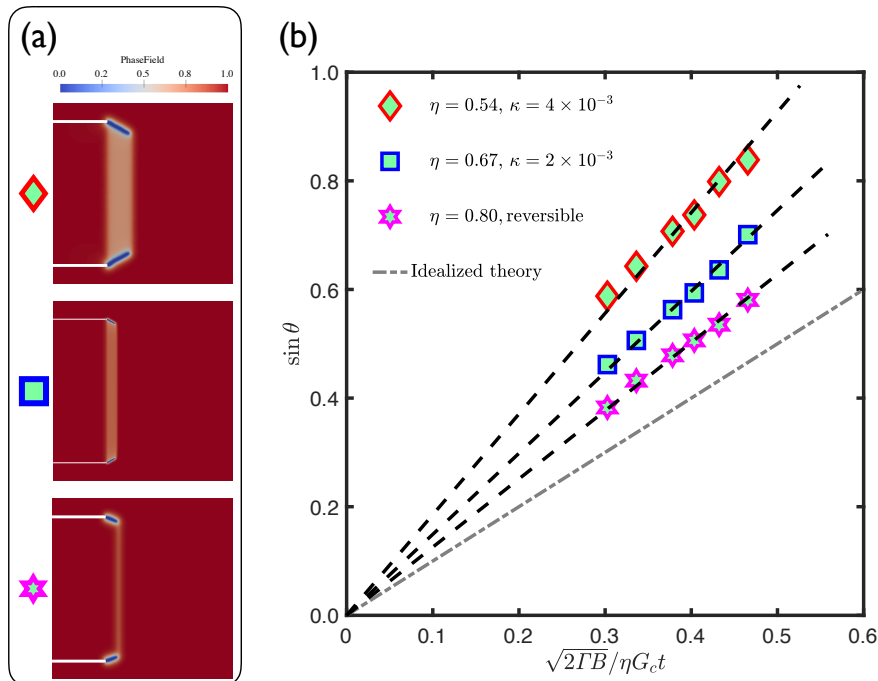 (a)
PhaseField
0.0 0.2 0.5 0.8 1.0
(b)
1.0
0.8
0.6
0.4
0.2
0.0
sin θ
η = 0.54, κ = 4 × 10⁻³
η = 0.67, κ = 2 × 10⁻³
η = 0.80, reversible
Idealized theory
0 0.1 0.2 0.3 0.4 0.5 0.6
√2ΓB/ηG_c t